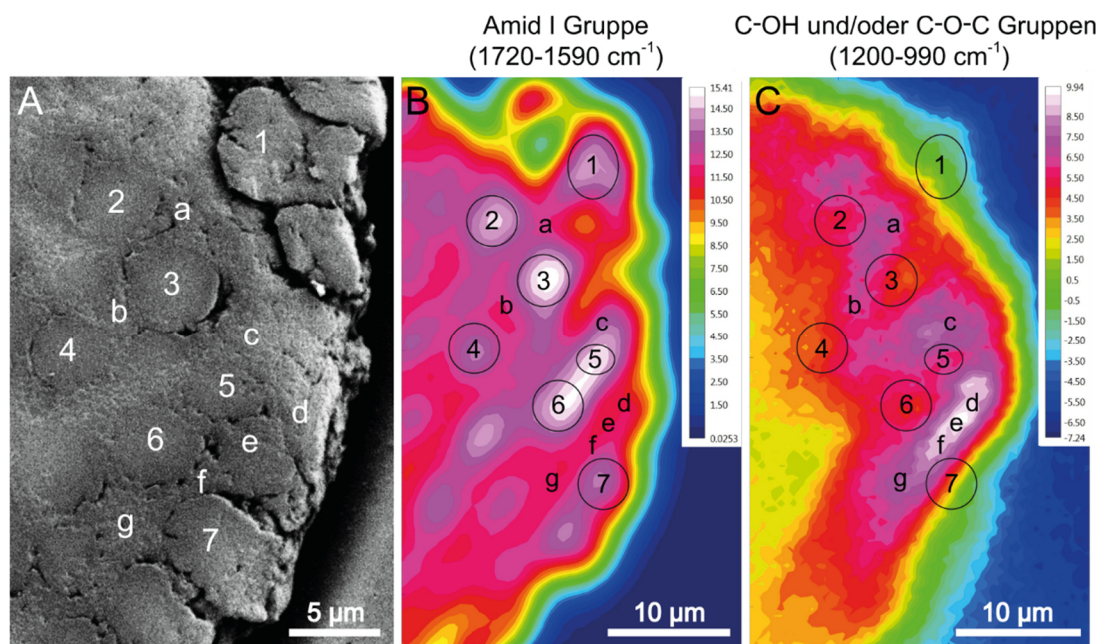 Amid I Gruppe
(1720-1590 cm⁻¹)
C-OH und/oder C-O-C Gruppen
(1200-990 cm⁻¹)
A
1
2
a
3
b
4
c
5
d
6
e
f
g
7
5 µm
B
1
2
a
3
b
c
4
5
6
d
e
f
g
7
10 µm
15.41
14.50
13.50
12.50
11.50
10.50
9.50
8.50
7.50
6.50
5.50
4.50
3.50
2.50
1.50
0.0253
C
1
2
a
3
b
c
4
5
6
d
e
f
g
7
10 µm
9.94
8.50
7.50
6.50
5.50
4.50
3.50
2.50
1.50
0.5
-0.5
-1.50
-2.50
-3.50
-4.50
-5.50
-6.50
-7.24